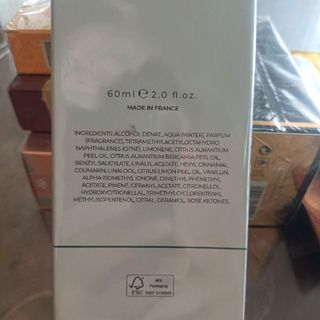 60ml ℮ 2.0 fl.oz.
MADE IN FRANCE
INGREDIENTS: ALCOHOL DENAT., AQUA (WATER), PARFUM
(FRAGRANCE), TETRAMETHYLACETYLOCTAHYDRO
NAPHTHALENES (OTNE), LIMONENE, CITRUS AURANTIUM
PEEL OIL, CITRUS AURANTIUM BERGAMIA PEEL OIL,
BENZYL SALICYLATE, LINALYL ACETATE, HEXYL CINNAMAL,
COUMARIN, LINALOOL, CITRUS LIMON PEEL OIL, VANILLIN,
ALPHA-ISOMETHYL IONONE, DIMETHYL PHENETHYL
ACETATE, PINENE, GERANYL ACETATE, CITRONELLOL,
HYDROXYCITRONELLAL, TRIMETHYLCYCLOPENTENYL
METHYLISOPENTENOL, CITRAL, GERANIOL, ROSE KETONES.
FSC
MIX
Packaging